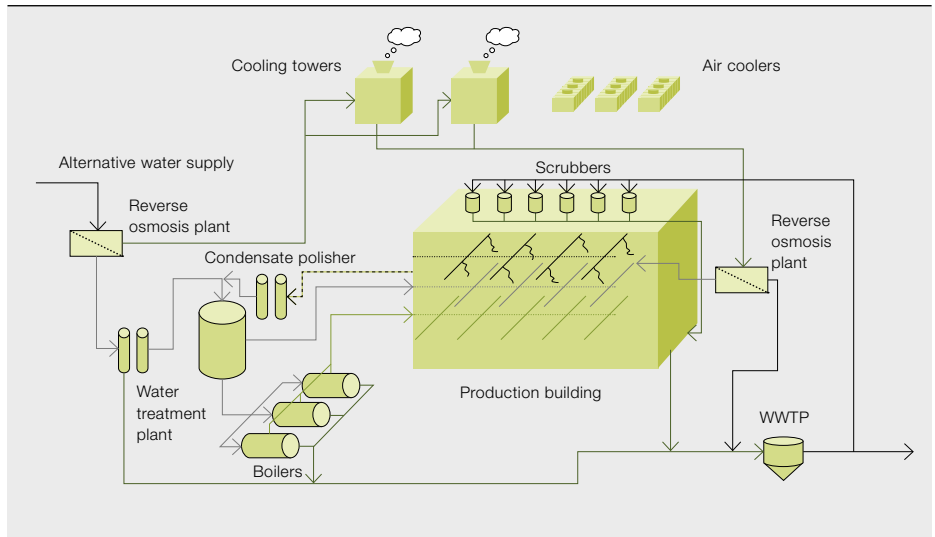 Cooling towers
Air coolers
Alternative water supply
Scrubbers
Reverse
osmosis plant
Reverse
osmosis
plant
Condensate polisher
Water
treatment
plant
Production building
WWTP
Boilers